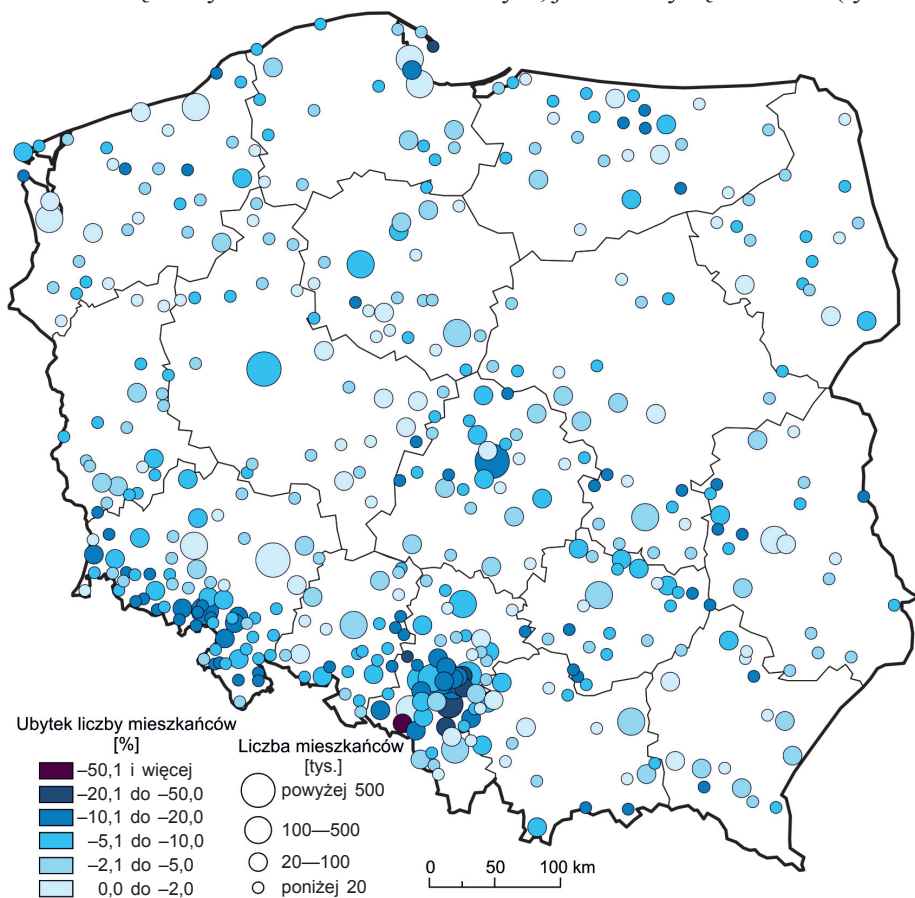 Ubytek liczby mieszkańców
[%]
–50,1 i więcej
–20,1 do –50,0
–10,1 do –20,0
–5,1 do –10,0
–2,1 do –5,0
0,0 do –2,0
Liczba mieszkańców
[tys.]
powyżej 500
100—500
20—100
poniżej 20
0 50 100 km